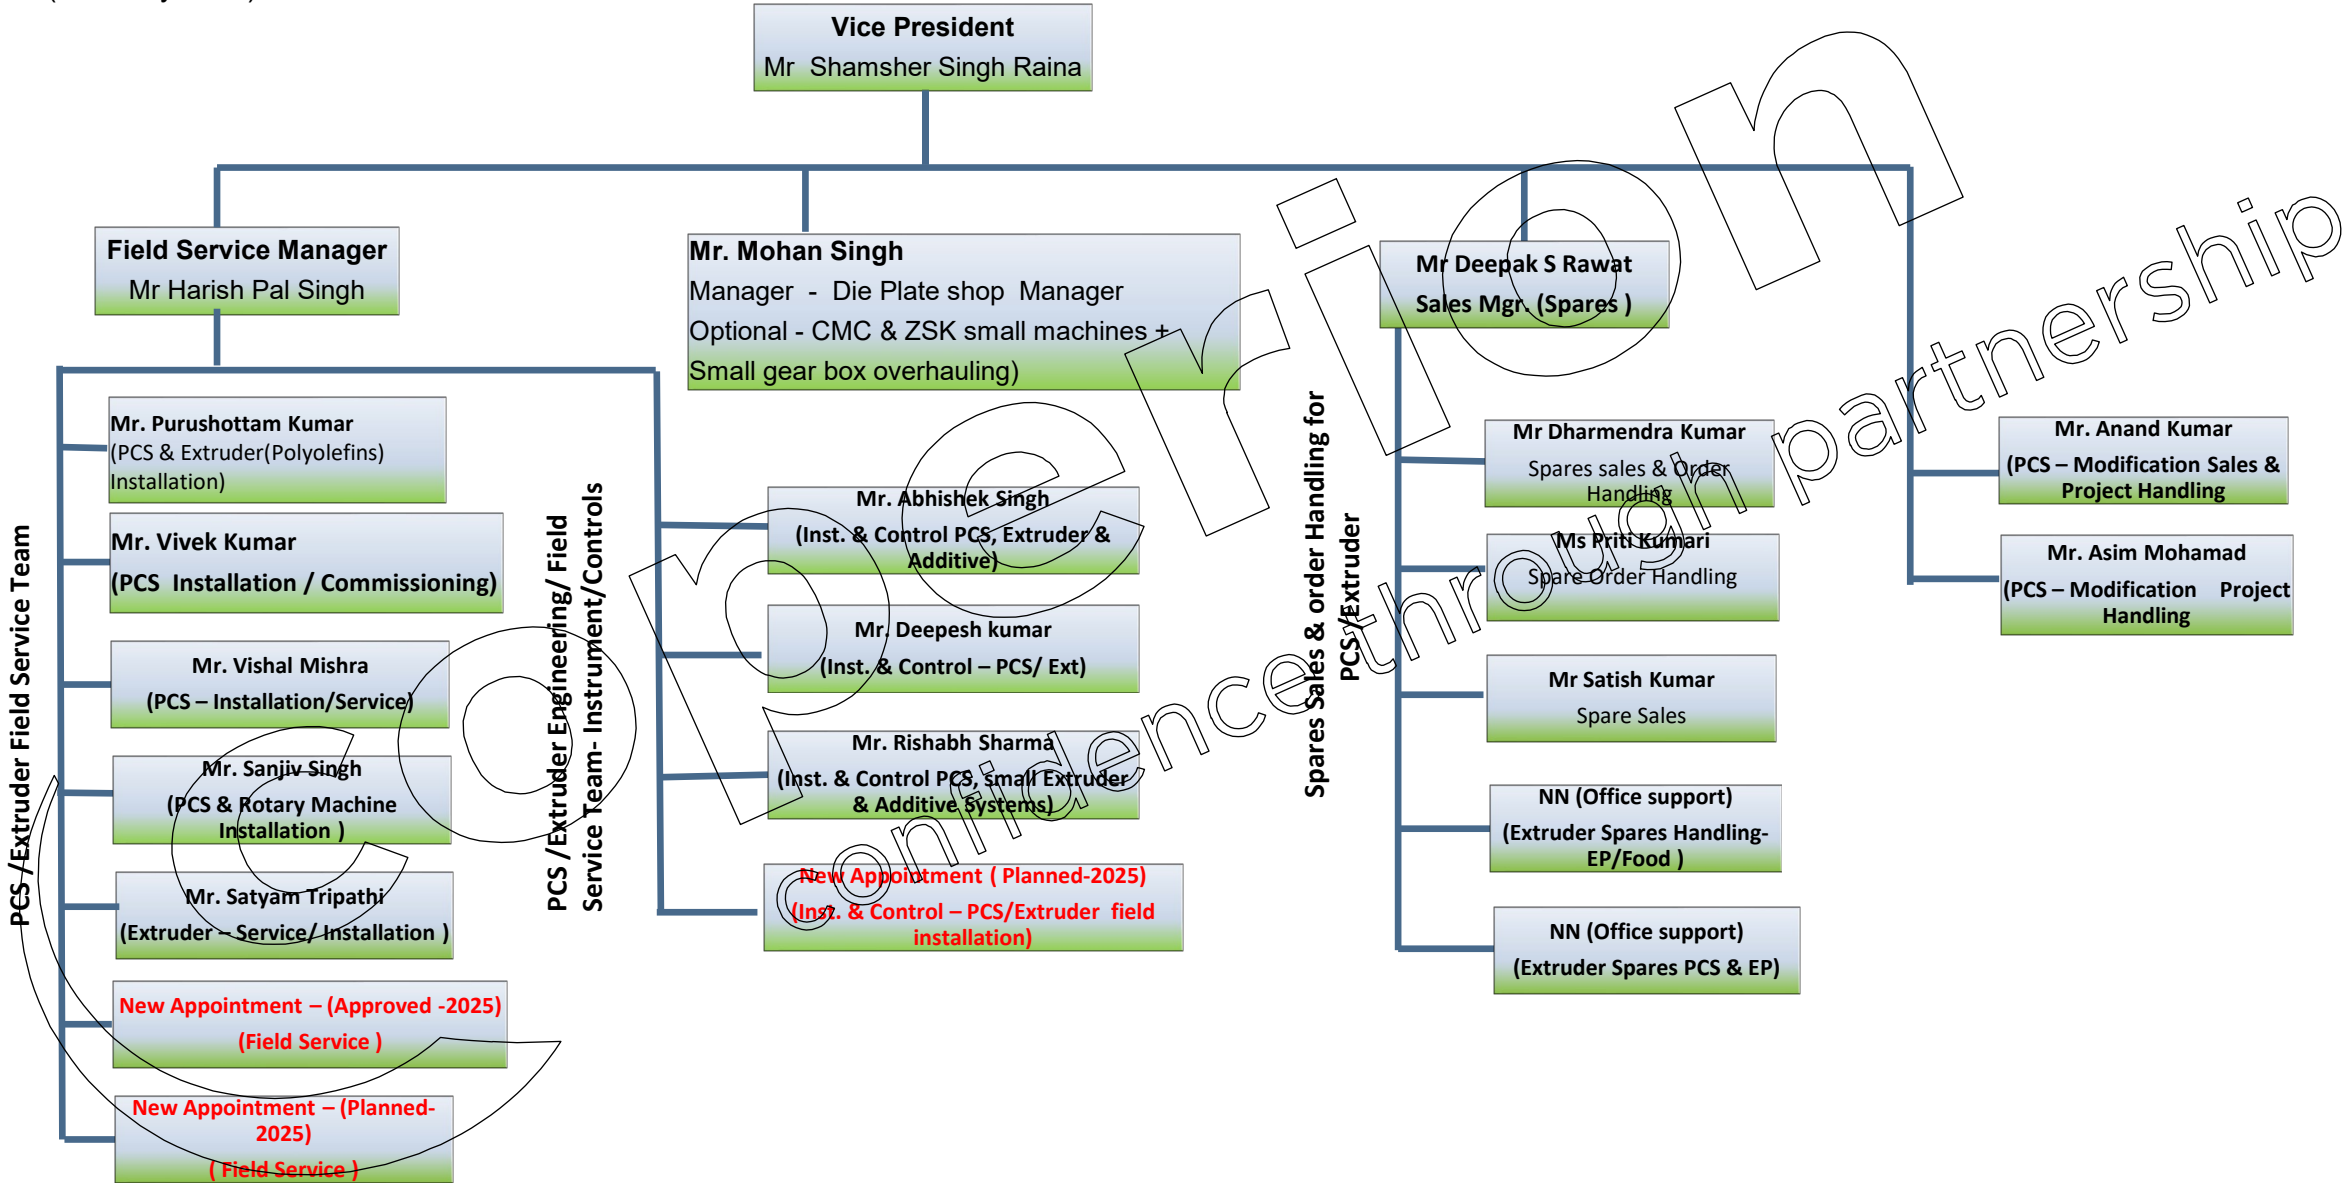 Vice President
Mr Shamsher Singh Raina
Field Service Manager
Mr Harish Pal Singh
Mr. Mohan Singh
Manager - Die Plate shop Manager
Optional - CMC & ZSK small machines +
Small gear box overhauling)
Mr Deepak S Rawat
Sales Mgr. (Spares )
PCS /Extruder Field Service Team
Mr. Purushottam Kumar
(PCS & Extruder(Polyolefins)
Installation)
Mr. Vivek Kumar
(PCS Installation / Commissioning)
Mr. Vishal Mishra
(PCS – Installation/Service)
Mr. Sanjiv Singh
(PCS & Rotary Machine
Installation )
Mr. Satyam Tripathi
(Extruder – Service/ Installation )
New Appointment – (Approved -2025)
(Field Service )
New Appointment – (Planned-
2025)
( Field Service )
PCS /Extruder Engineering/ Field
Service Team- Instrument/Controls
Mr. Abhishek Singh
(Inst. & Control PCS, Extruder &
Additive)
Mr. Deepesh kumar
(Inst. & Control – PCS/ Ext)
Mr. Rishabh Sharma
(Inst. & Control PCS, small Extruder
& Additive Systems)
New Appointment ( Planned-2025)
(Inst. & Control – PCS/Extruder field
installation)
Spares Sales & order Handling for
PCS /Extruder
Mr Dharmendra Kumar
Spares sales & Order
Handling
Ms Priti Kumari
Spare Order Handling
Mr Satish Kumar
Spare Sales
NN (Office support)
(Extruder Spares Handling-
EP/Food )
NN (Office support)
(Extruder Spares PCS & EP)
Mr. Anand Kumar
(PCS – Modification Sales &
Project Handling
Mr. Asim Mohamad
(PCS – Modification Project
Handling
coperion
confidence through partnership